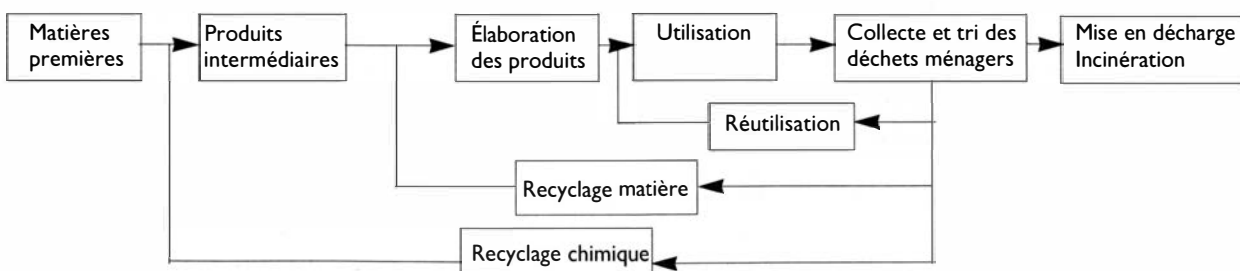 Matières
premières
Produits
intermédiaires
Élaboration
des produits
Utilisation
Collecte et tri des
déchets ménagers
Mise en décharge
Incinération
Réutilisation
Recyclage matière
Recyclage chimique